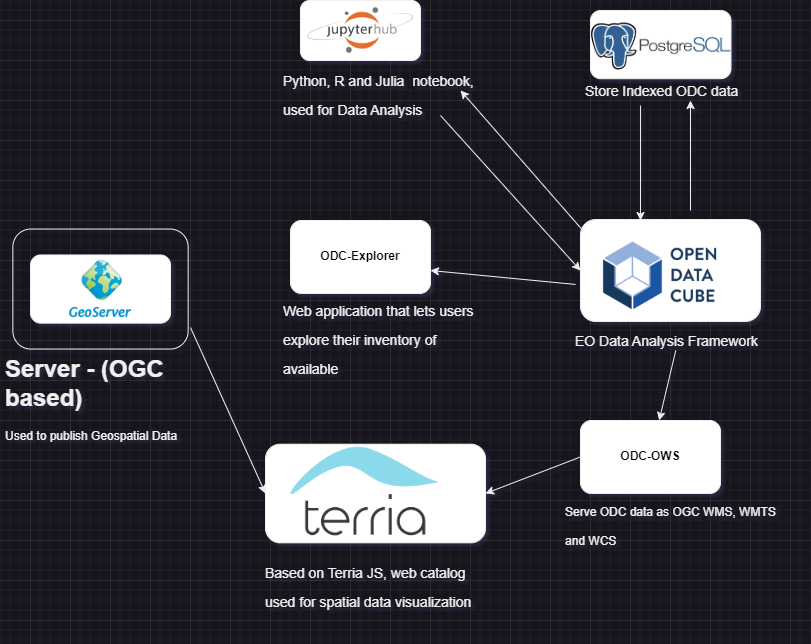 jupyterhub
Python, R and Julia notebook,
used for Data Analysis
PostgreSQL
Store Indexed ODC data
ODC-Explorer
Web application that lets users
explore their inventory of
available
OPEN
DATA
CUBE
EO Data Analysis Framework
GeoServer
Server - (OGC
based)
Used to publish Geospatial Data
ODC-OWS
Serve ODC data as OGC WMS, WMTS
and WCS
terria
Based on Terria JS, web catalog
used for spatial data visualization